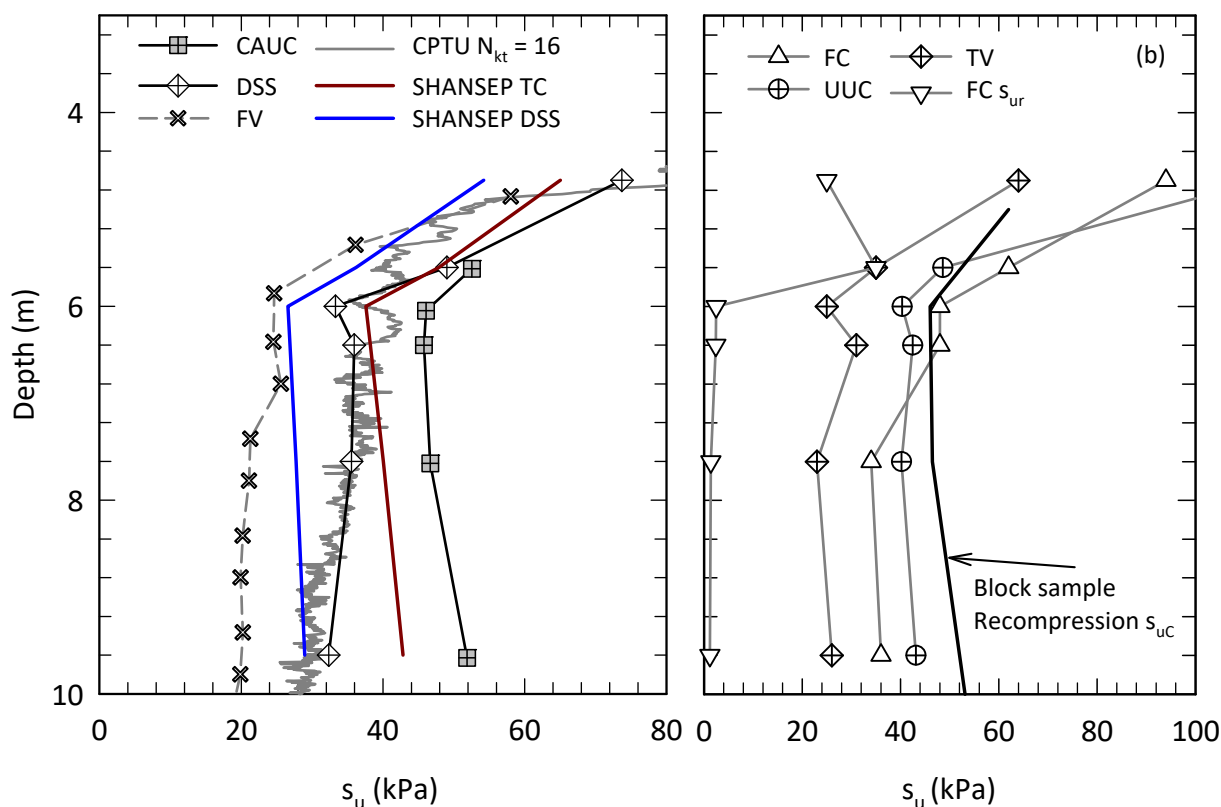 CAUC
DSS
FV
CPTU N_kt = 16
SHANSEP TC
SHANSEP DSS
FC
UUC
TV
FC s_ur
(b)
4
6
8
10
Depth (m)
Block sample
Recompression s_uC
0 20 40 60 80
0 20 40 60 80 100
s_u (kPa)
s_u (kPa)